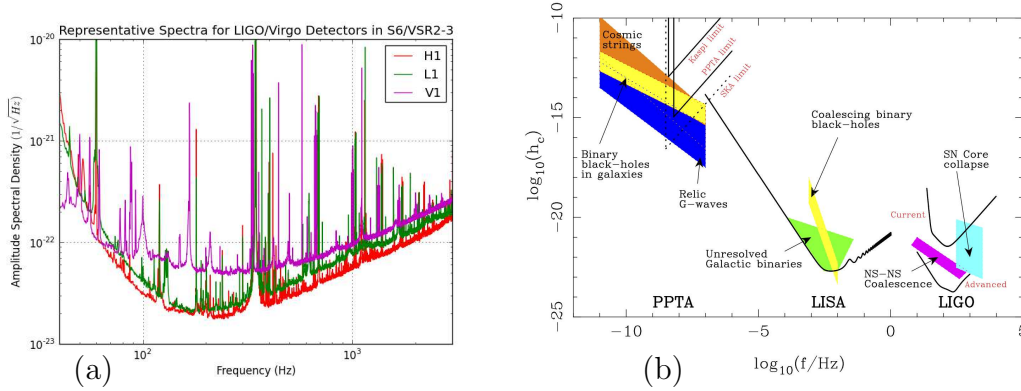 Representative Spectra for LIGO/Virgo Detectors in S6/VSR2-3
10^-20
10^-21
10^-22
10^-23
Amplitude Spectral Density (1/√Hz)
H1
L1
V1
10^2
10^3
Frequency (Hz)
(a)
log10(h_c)
-10
-15
-20
-25
Cosmic
strings
Kaspi limit
PPTA limit
SKA limit
Binary
black-holes
in galaxies
Relic
G-waves
Coalescing binary
black-holes
SN Core
collapse
Current
Unresolved
Galactic binaries
NS-NS
Coalescence
Advanced
PPTA
LISA
LIGO
-10
-5
0
log10(f/Hz)
(b)